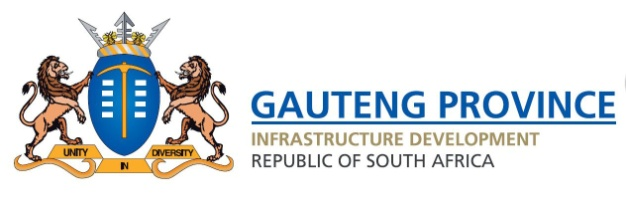 UNITY
IN
DIVERSITY
GAUTENG PROVINCE
INFRASTRUCTURE DEVELOPMENT
REPUBLIC OF SOUTH AFRICA